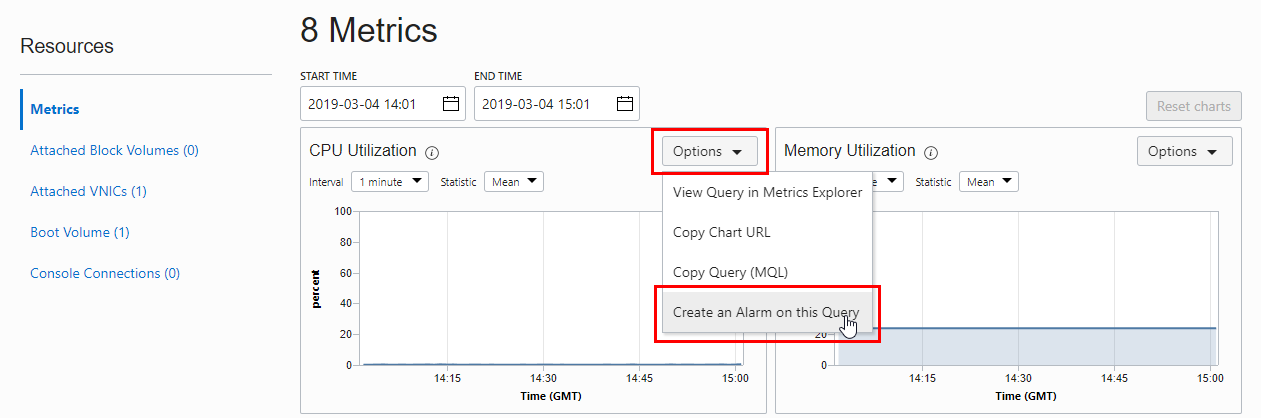 8 Metrics
Resources
START TIME END TIME
2019-03-04 14:01 2019-03-04 15:01
Reset charts
Metrics
Attached Block Volumes (0)
Attached VNICs (1)
Boot Volume (1)
Console Connections (0)
CPU Utilization i Options
Interval 1 minute Statistic Mean
View Query in Metrics Explorer
Copy Chart URL
Copy Query (MQL)
Create an Alarm on this Query
percent
100
80
60
40
20
0
14:15 14:30 14:45 15:00
Time (GMT)
Memory Utilization i Options
e Statistic Mean
20
14:15 14:30 14:45 15:00
Time (GMT)